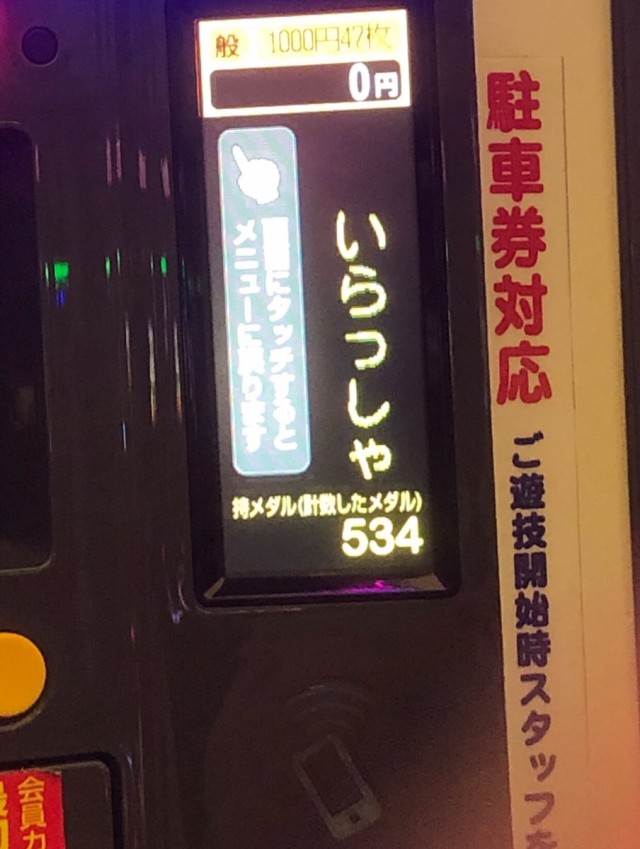 般 1000円47枚
0円
画面にタッチすると
メニューに戻ります
いらっしゃ
持メダル(計数したメダル)
534
駐車券対応
ご遊技開始時スタッフを
会員カ